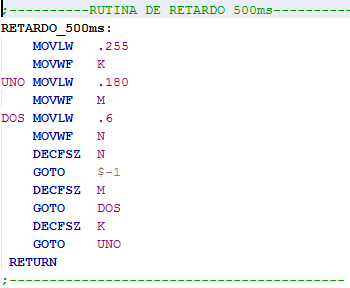 ;----------RUTINA DE RETARDO 500ms----------
RETARDO_500ms:
    MOVLW   .255
    MOVWF   K
UNO MOVLW   .180
    MOVWF   M
DOS MOVLW   .6
    MOVWF   N
    DECFSZ  N
    GOTO    $-1
    DECFSZ  M
    GOTO    DOS
    DECFSZ  K
    GOTO    UNO
 RETURN
;------------------------------------------